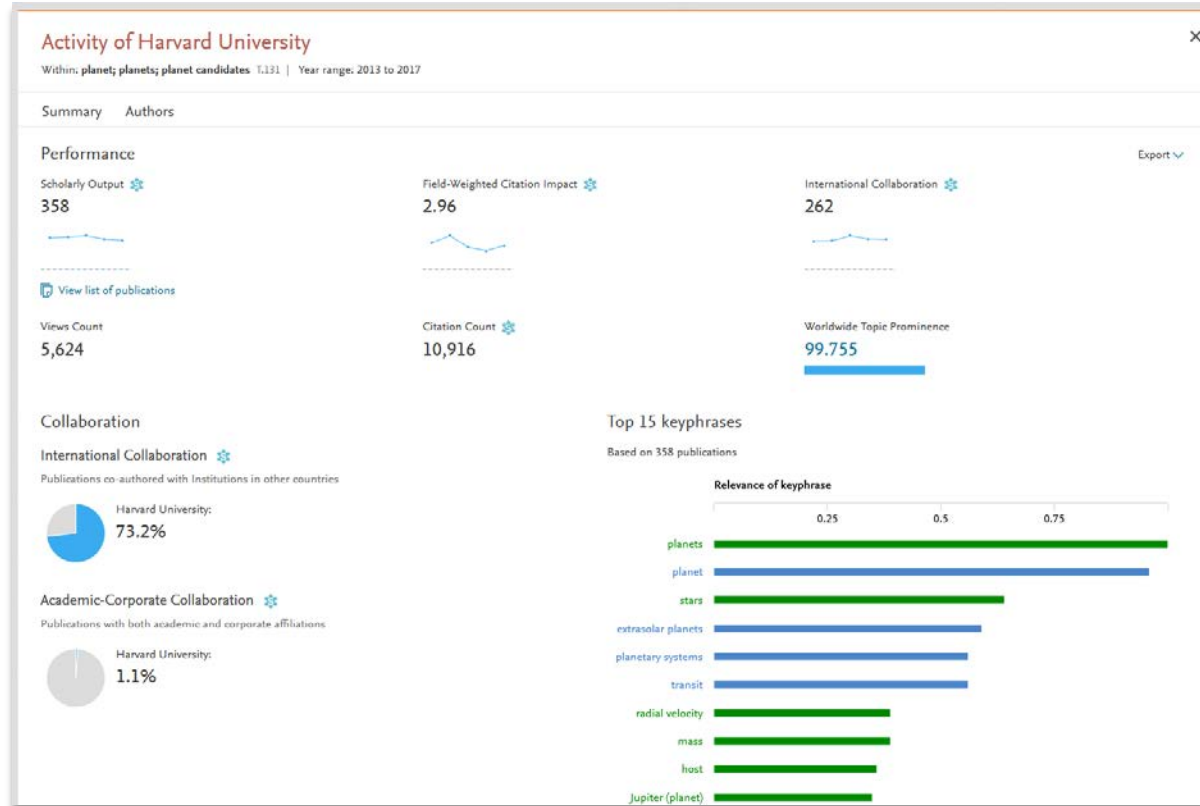 Activity of Harvard University
Within: planet; planets; planet candidates T.131 | Year range: 2013 to 2017
Summary Authors
Performance
Export
Scholarly Output
358
View list of publications
Field-Weighted Citation Impact
2.96
International Collaboration
262
Views Count
5,624
Citation Count
10,916
Worldwide Topic Prominence
99.755
Collaboration
International Collaboration
Publications co-authored with Institutions in other countries
Harvard University:
73.2%
Academic-Corporate Collaboration
Publications with both academic and corporate affiliations
Harvard University:
1.1%
Top 15 keyphrases
Based on 358 publications
Relevance of keyphrase
0.25 0.5 0.75
planets
planet
stars
extrasolar planets
planetary systems
transit
radial velocity
mass
host
Jupiter (planet)